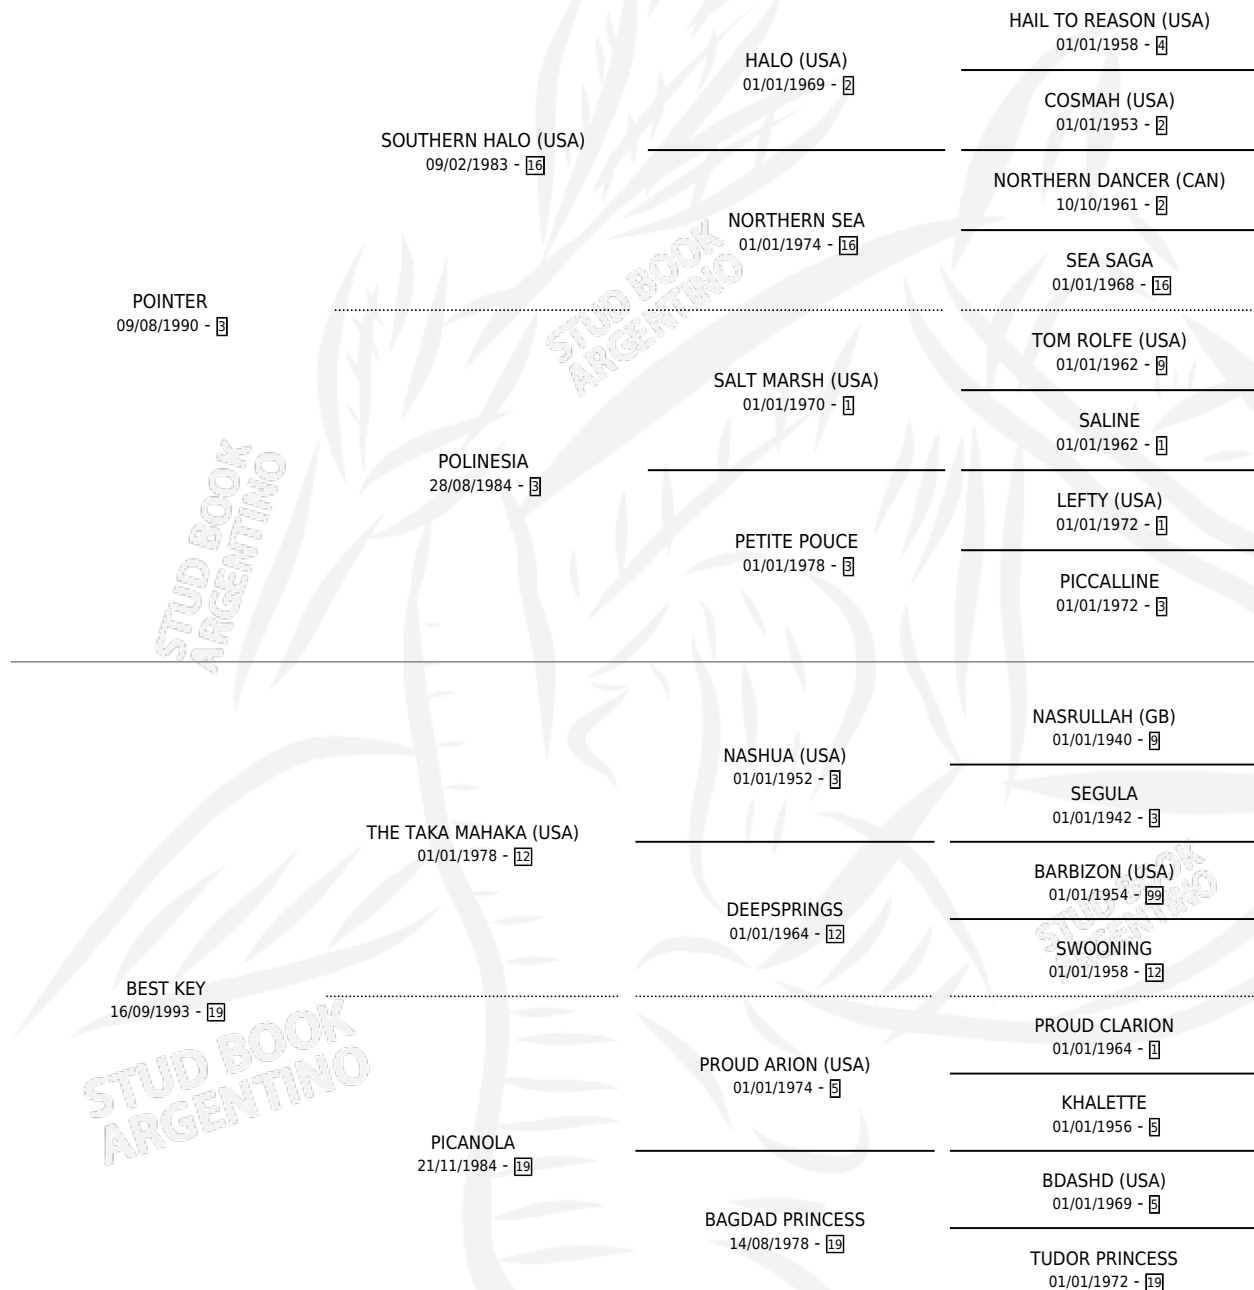 HAIL TO REASON (USA)
01/01/1958 - 4
HALO (USA)
01/01/1969 - 2
COSMAH (USA)
01/01/1953 - 2
SOUTHERN HALO (USA)
09/02/1983 - 16
NORTHERN DANCER (CAN)
10/10/1961 - 2
NORTHERN SEA
01/01/1974 - 16
SEA SAGA
01/01/1968 - 16
POINTER
09/08/1990 - 3
STUD BOOK
ARGENTINO
TOM ROLFE (USA)
01/01/1962 - 9
SALT MARSH (USA)
01/01/1970 - 1
SALINE
01/01/1962 - 1
POLINESIA
28/08/1984 - 3
LEFTY (USA)
01/01/1972 - 1
PETITE POUCE
01/01/1978 - 3
PICCALLINE
01/01/1972 - 3
STUD BOOK
ARGENTINO
NASRULLAH (GB)
01/01/1940 - 9
NASHUA (USA)
01/01/1952 - 3
SEGULA
01/01/1942 - 3
THE TAKA MAHAKA (USA)
01/01/1978 - 12
BARBIZON (USA)
01/01/1954 - 99
DEEPSPRINGS
01/01/1964 - 12
STUD BOOK
ARGENTINO
SWOONING
01/01/1958 - 12
BEST KEY
16/09/1993 - 19
STUD BOOK
ARGENTINO
PROUD CLARION
01/01/1964 - 1
PROUD ARION (USA)
01/01/1974 - 5
KHALETTE
01/01/1956 - 5
PICANOLA
21/11/1984 - 19
BDASHD (USA)
01/01/1969 - 5
BAGDAD PRINCESS
14/08/1978 - 19
TUDOR PRINCESS
01/01/1972 - 19